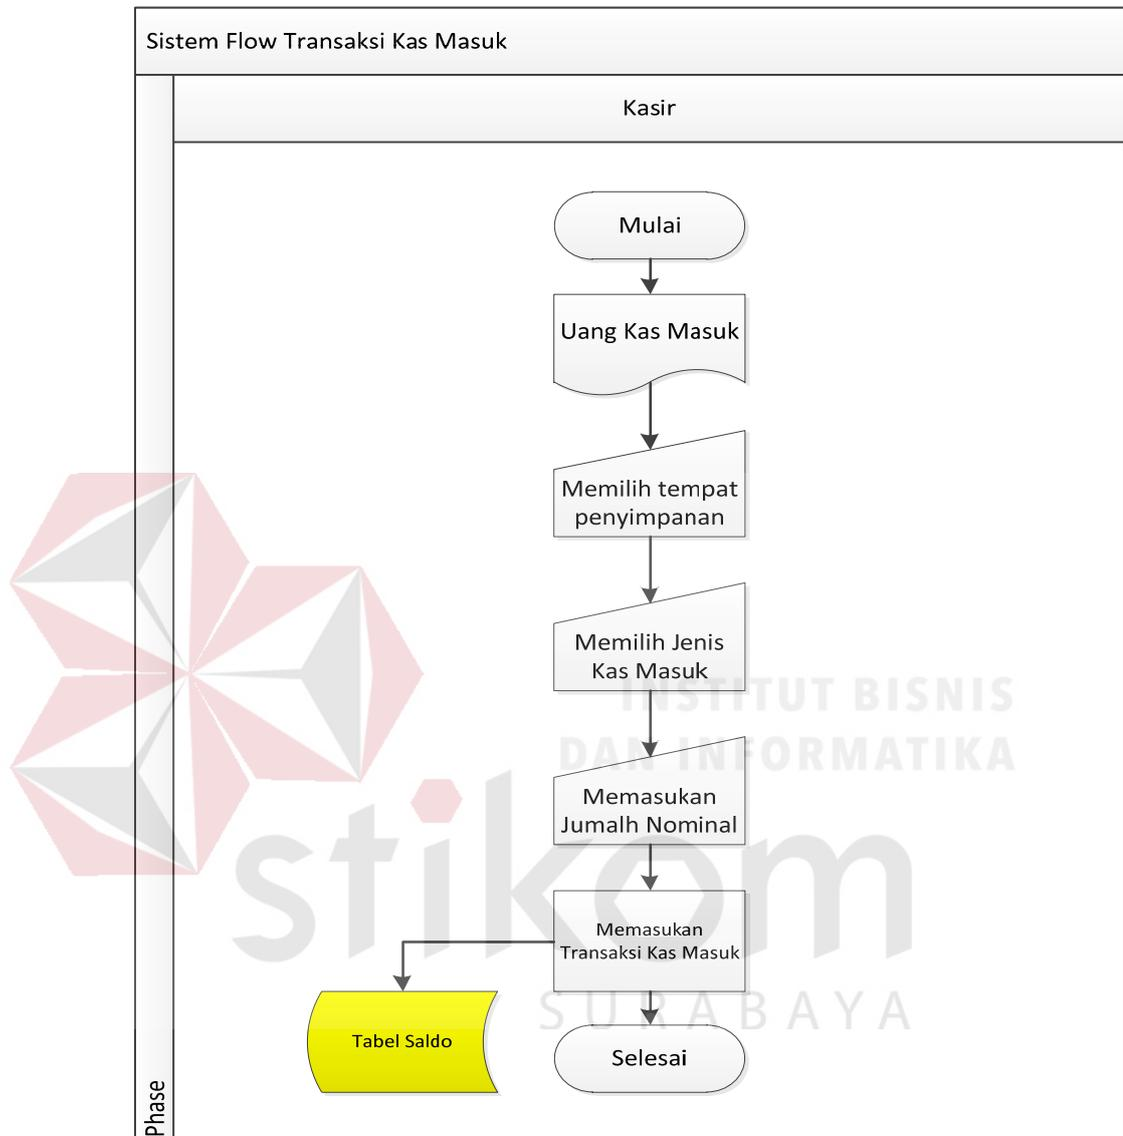 Sistem Flow Transaksi Kas Masuk
Kasir
Mulai
Uang Kas Masuk
Memilih tempat
penyimpanan
Memilih Jenis
Kas Masuk
INSTITUT BISNIS
DAN INFORMATIKA
Memasukan
Jumalh Nominal
stikom
Memasukan
Transaksi Kas Masuk
SURABAYA
Tabel Saldo
Selesai
Phase